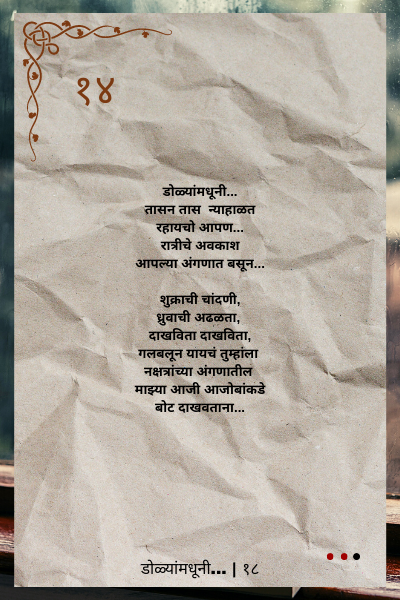 १४
डोळ्यांमधूनी...
तासन तास न्याहाळत
रहायचो आपण...
रात्रीचे अवकाश
आपल्या अंगणात बसून...
शुक्राची चांदणी,
ध्रुवाची अढळता,
दाखविता दाखविता,
गलबलून यायचं तुम्हांला
नक्षत्रांच्या अंगणातील
माझ्या आजी आजोबांकडे
बोट दाखवताना...
डोळ्यांमधूनी... | १८